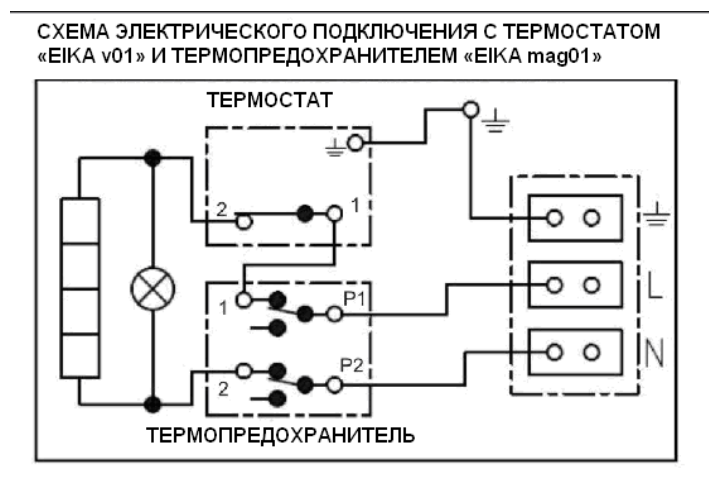 СХЕМА ЭЛЕКТРИЧЕСКОГО ПОДКЛЮЧЕНИЯ С ТЕРМОСТАТОМ
«EIKA v01» И ТЕРМОПРЕДОХРАНИТЕЛЕМ «EIKA mag01»
ТЕРМОСТАТ
2
1
1
P1
L
P2
N
2
ТЕРМОПРЕДОХРАНИТЕЛЬ